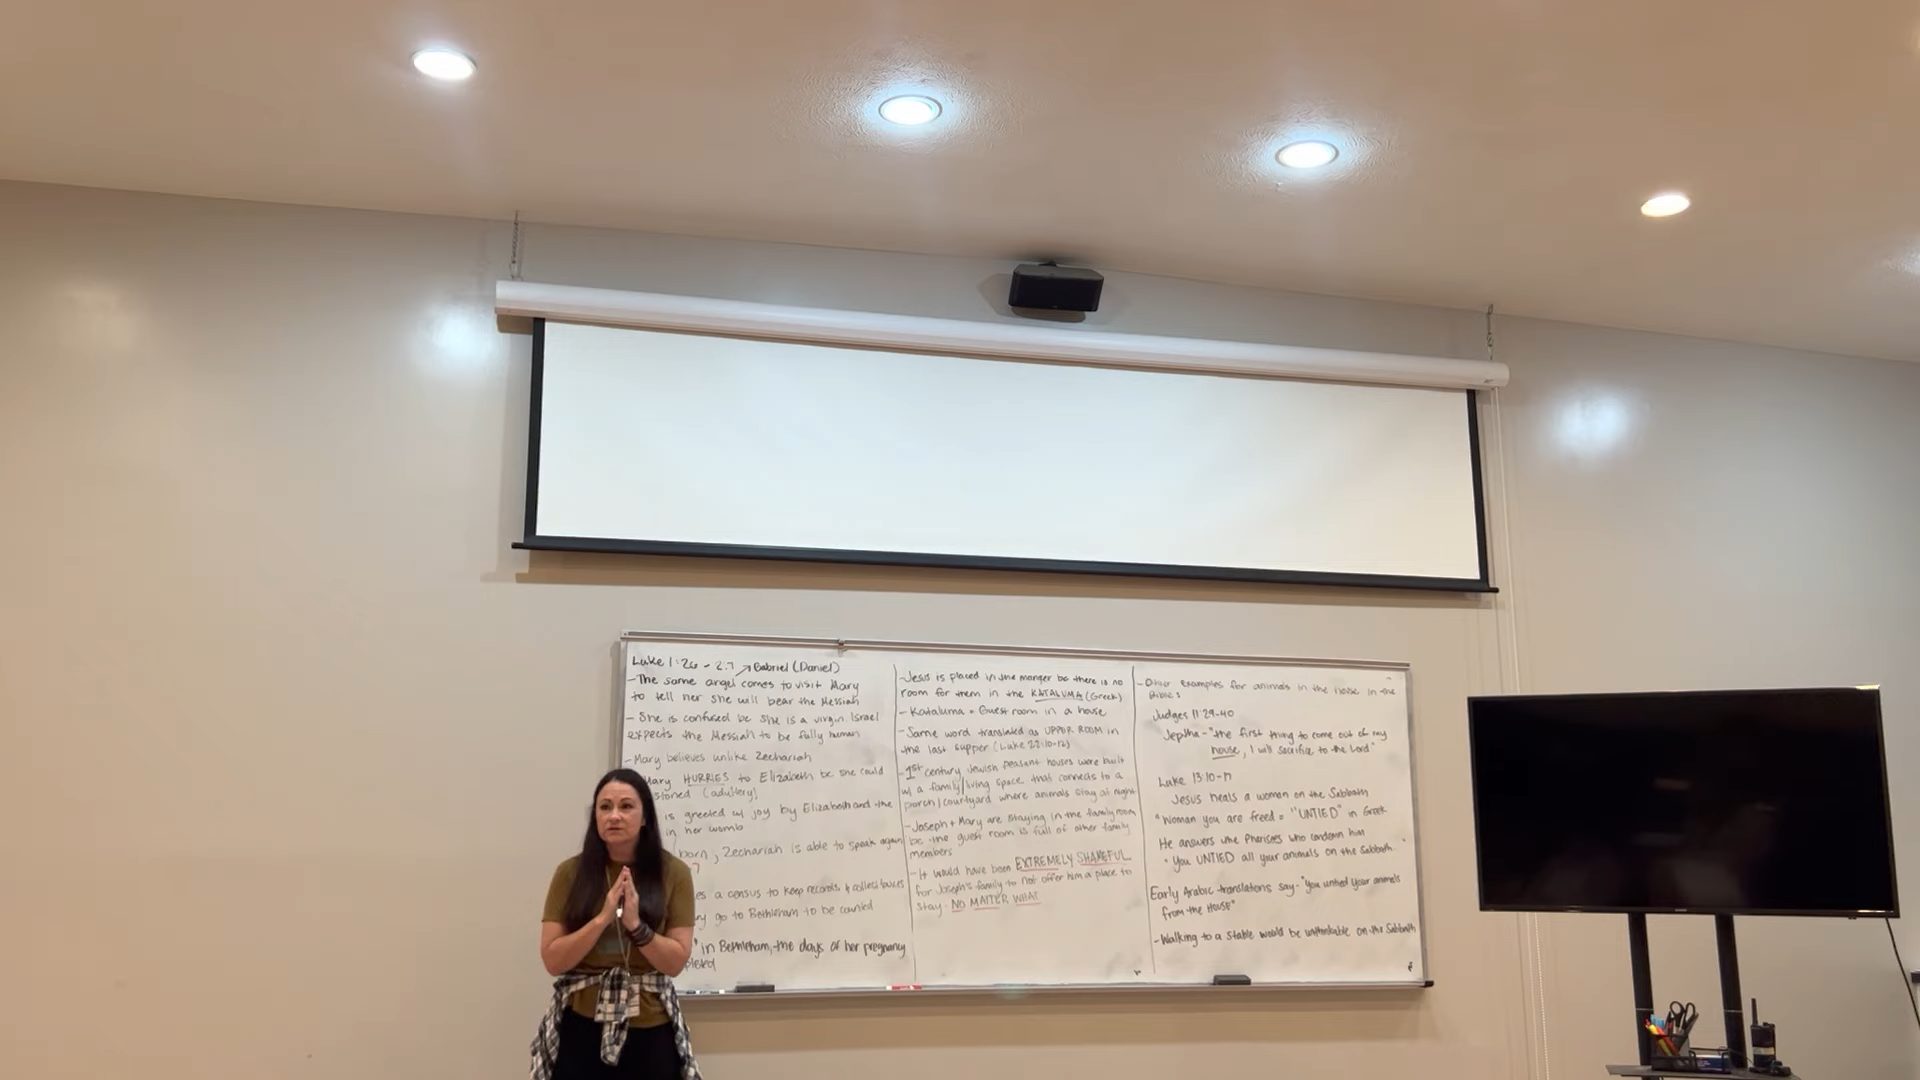 Luke 1:26 - 2:7 → Gabriel (Daniel)
- The same angel comes to visit Mary
to tell her she will bear the Messiah
- She is confused bc she is a virgin, Israel
expects the Messiah to be fully human
- Mary believes unlike Zechariah
Mary HURRIES to Elizabeth bc she could
stoned (adultery)
is greeted w/ joy by Elizabeth and the
in her womb
born, Zechariah is able to speak again
7
es a census to keep records & collect taxes
go to Bethlehem to be counted
in Bethlehem, the days of her pregnancy
pleted
- Jesus is placed in the manger bc there is no
room for them in the KATALUMA (Greek)
- Kataluma = Guest room in a house
- Same word translated as UPPER ROOM in
the last supper (Luke 22:10-12)
- 1st century Jewish peasant houses were built
w/ a family/living space that connects to a
porch/courtyard where animals stay at night
- Joseph + Mary are staying in the family room
bc the guest room is full of other family
members
- It would have been EXTREMELY SHAMEFUL
for Joseph's family to not offer him a place to
stay - NO MATTER WHAT
- Other examples for animals in the house in the
Bible:
Judges 11:29-40
Jeptha - "the first thing to come out of my
house, I will sacrifice to the Lord"
Luke 13:10-17
Jesus heals a woman on the Sabbath
"Woman you are freed = "UNTIED" in Greek
He answers the Pharisees who condemn him
"You UNTIED all your animals on the Sabbath."
Early Arabic translations say - "you untied your animals
from the HOUSE"
- Walking to a stable would be unthinkable on the Sabbath